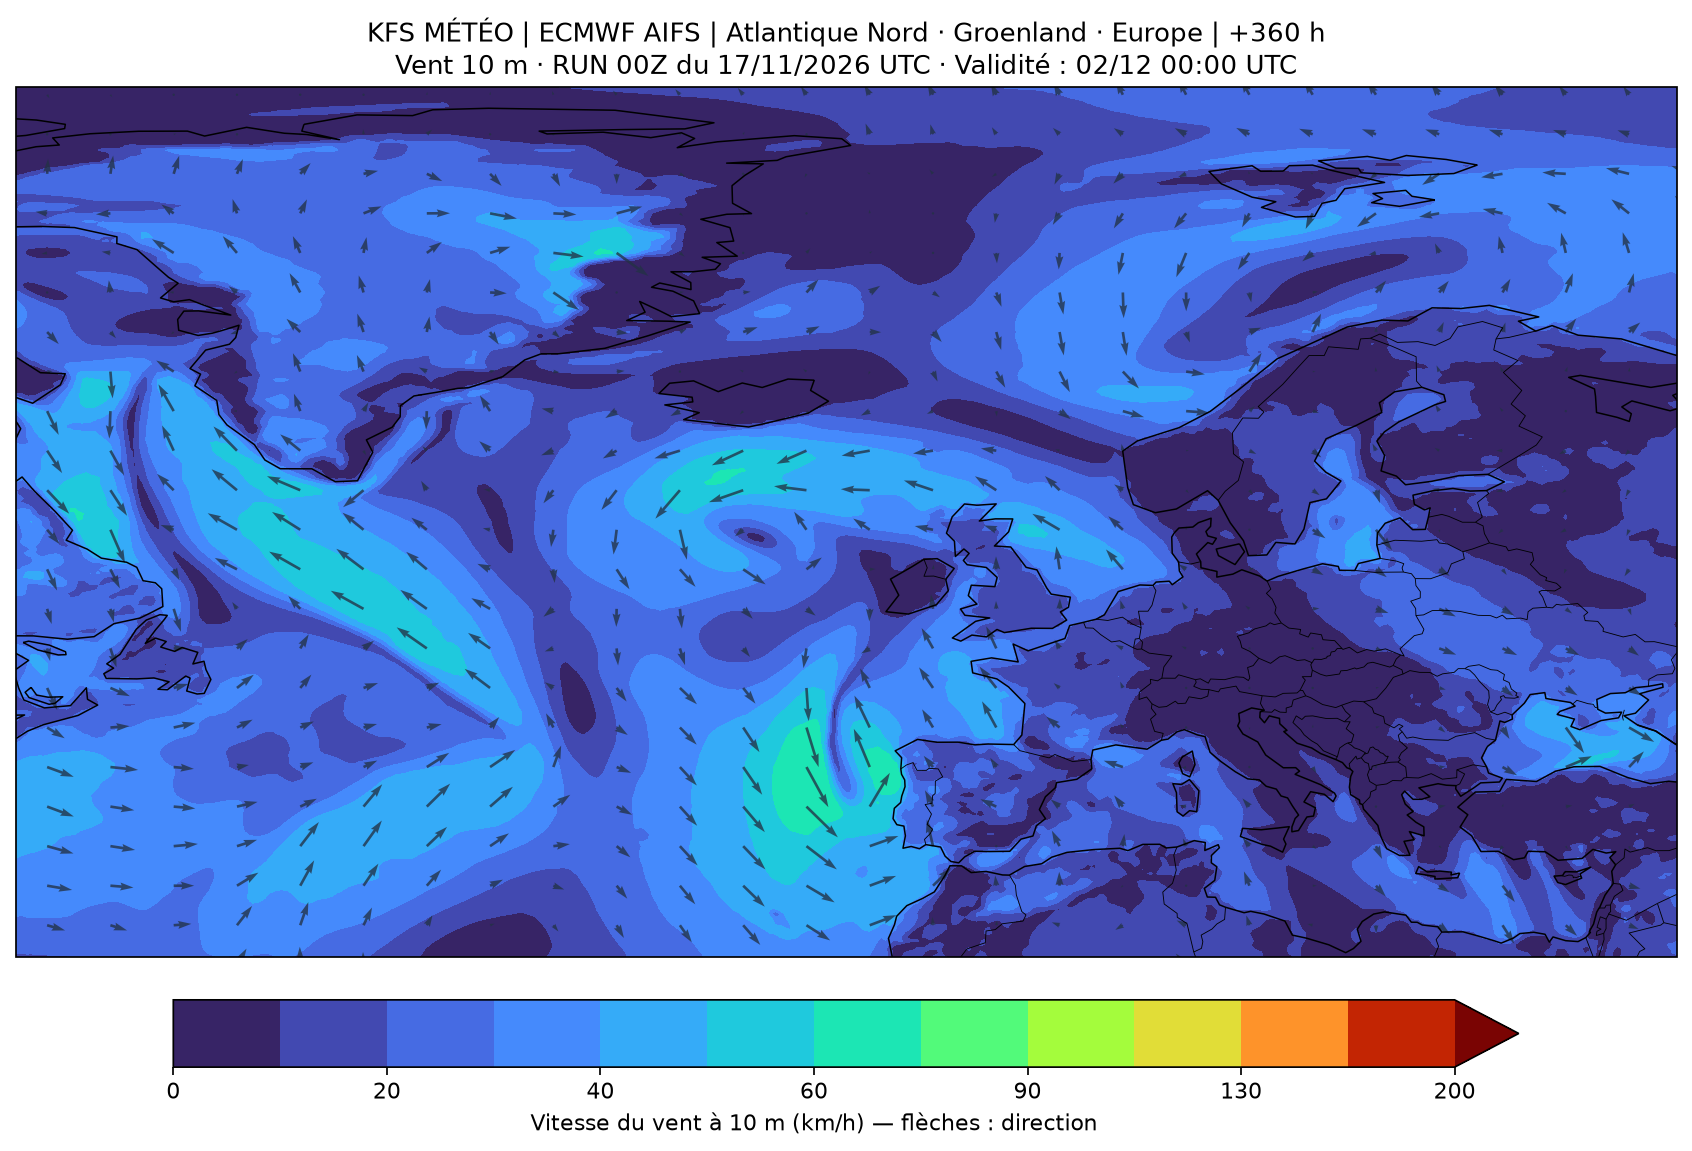 KFS MÉTÉO | ECMWF AIFS | Atlantique Nord · Groenland · Europe | +360 h
Vent 10 m · RUN 00Z du 17/11/2026 UTC · Validité : 02/12 00:00 UTC
0 20 40 60 90 130 200
Vitesse du vent à 10 m (km/h) — flèches : direction